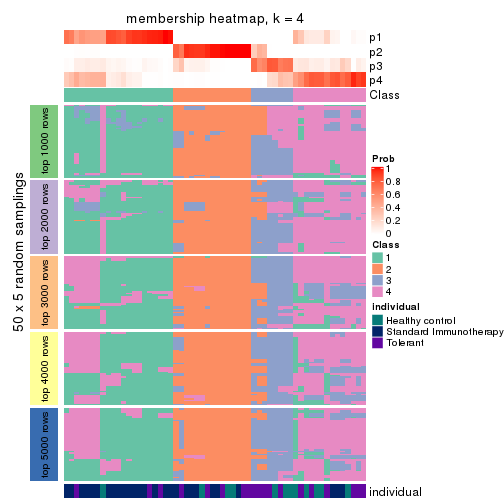 membership heatmap, k = 4
p1
p2
p3
p4
Class
50 x 5 random samplings
top 1000 rows
top 2000 rows
top 3000 rows
top 4000 rows
top 5000 rows
individual
Prob
1
0.8
0.6
0.4
0.2
0
Class
1
2
3
4
individual
Healthy control
Standard Immunotherapy
Tolerant